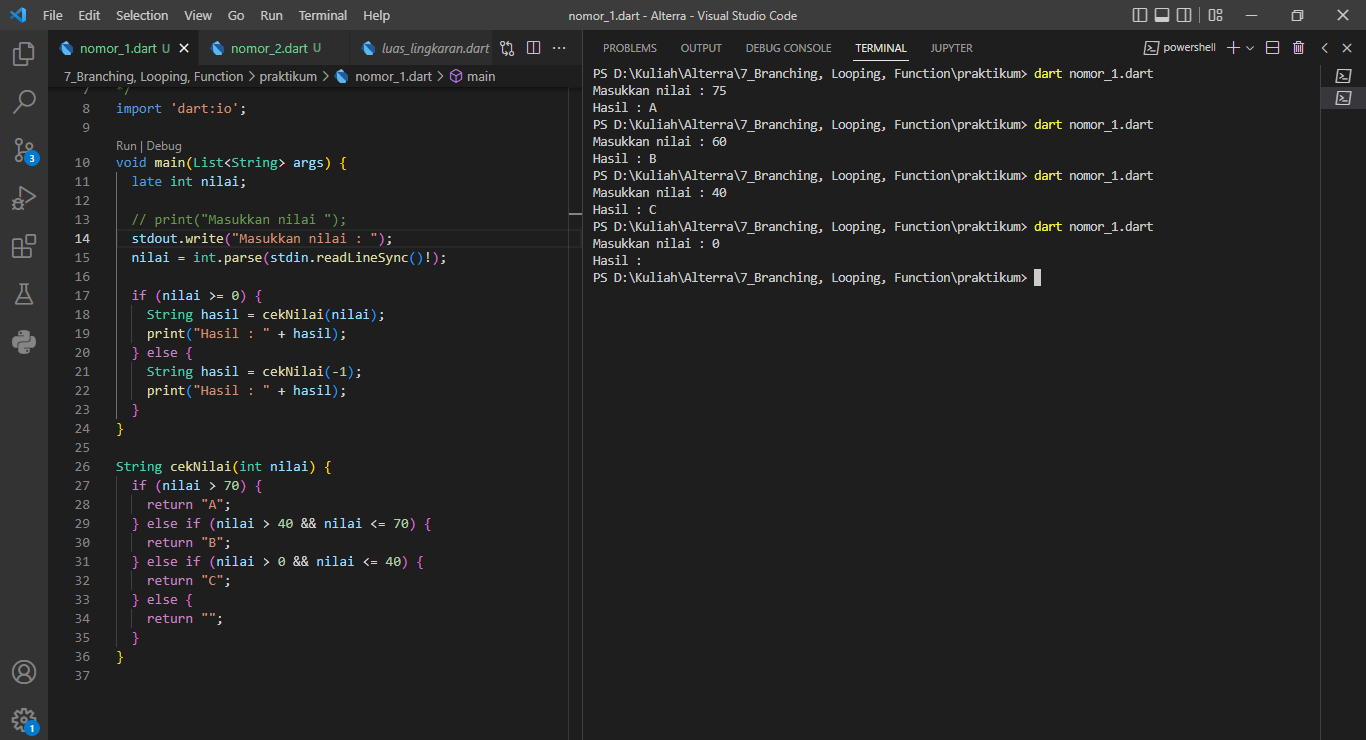 File Edit Selection View Go Run Terminal Help nomor_1.dart - Alterra - Visual Studio Code
nomor_1.dart U nomor_2.dart U luas_lingkaran.dart
7_Branching, Looping, Function > praktikum > nomor_1.dart > main
7 */
8 import 'dart:io';
9
Run | Debug
10 void main(List<String> args) {
11 late int nilai;
12
13 // print("Masukkan nilai ");
14 stdout.write("Masukkan nilai : ");
15 nilai = int.parse(stdin.readLineSync()!);
16
17 if (nilai >= 0) {
18 String hasil = cekNilai(nilai);
19 print("Hasil : " + hasil);
20 } else {
21 String hasil = cekNilai(-1);
22 print("Hasil : " + hasil);
23 }
24 }
25
26 String cekNilai(int nilai) {
27 if (nilai > 70) {
28 return "A";
29 } else if (nilai > 40 && nilai <= 70) {
30 return "B";
31 } else if (nilai > 0 && nilai <= 40) {
32 return "C";
33 } else {
34 return "";
35 }
36 }
37
3
1
PROBLEMS OUTPUT DEBUG CONSOLE TERMINAL JUPYTER powershell
PS D:\Kuliah\Alterra\7_Branching, Looping, Function\praktikum> dart nomor_1.dart
Masukkan nilai : 75
Hasil : A
PS D:\Kuliah\Alterra\7_Branching, Looping, Function\praktikum> dart nomor_1.dart
Masukkan nilai : 60
Hasil : B
PS D:\Kuliah\Alterra\7_Branching, Looping, Function\praktikum> dart nomor_1.dart
Masukkan nilai : 40
Hasil : C
PS D:\Kuliah\Alterra\7_Branching, Looping, Function\praktikum> dart nomor_1.dart
Masukkan nilai : 0
Hasil :
PS D:\Kuliah\Alterra\7_Branching, Looping, Function\praktikum>